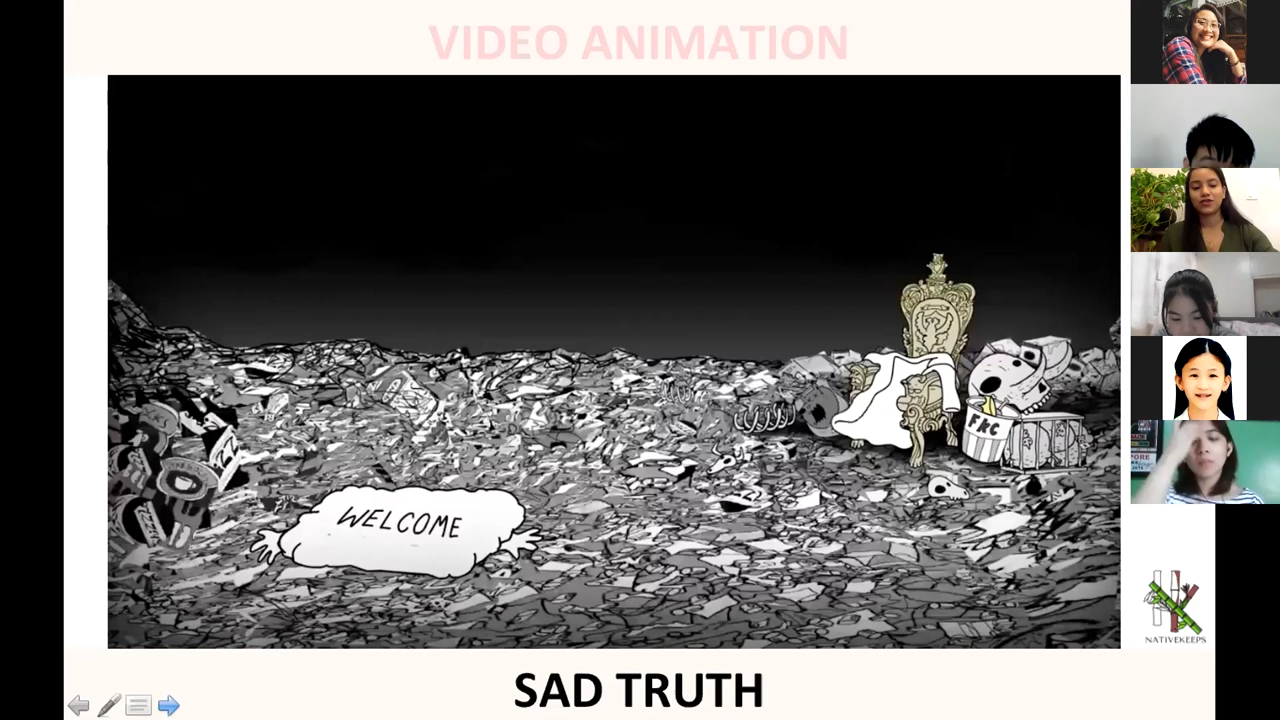 VIDEO ANIMATION
WELCOME
FKC
SAD TRUTH
NATIVEKEEPS